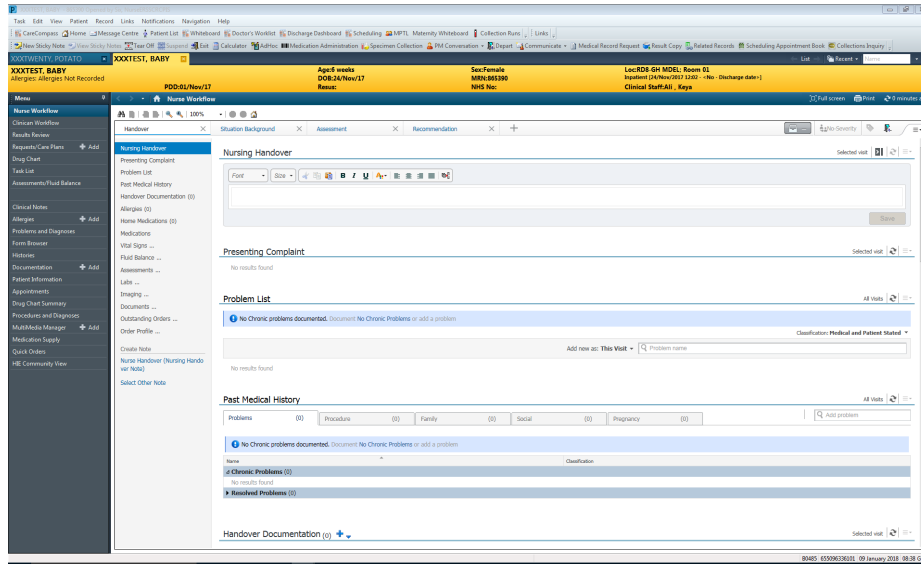 Task Edit View Patient Record Links Notifications Navigation Help
CareCompass Home Message Centre Patient List Whiteboard Doctor's Worklist Discharge Dashboard Scheduling MPTL Maternity Whiteboard Collection Runs Links
New Sticky Note View Sticky Notes Tear Off Suspend Exit Calculator AdHoc Medication Administration Specimen Collection PM Conversation Depart Communicate Medical Record Request Result Copy Related Records Scheduling Appointment Book Collections Inquiry
XXXTWENTY, POTATO XXXTEST, BABY List Recent Name
XXXTEST, BABY Age:6 weeks Sex:Female Loc:RD8-GH MDEL; Room 01
Allergies: Allergies Not Recorded DOB:24/Nov/17 MRN:865390 Inpatient [24/Nov/2017 12:02 - <No - Discharge date>]
PDD:01/Nov/17 Resus: NHS No: Clinical Staff:Ali , Keya
Menu Nurse Workflow Full screen Print 0 minutes a
Nurse Workflow
Clinican Workflow
Results Review
Requests/Care Plans Add
Drug Chart
Task List
Assessments/Fluid Balance
Clinical Notes
Allergies Add
Problems and Diagnoses
Form Browser
Histories
Documentation Add
Patient Information
Appointments
Drug Chart Summary
Procedures and Diagnoses
MultiMedia Manager Add
Medication Supply
Quick Orders
HIE Community View
100%
Handover Situation Background Assessment Recommendation No Severity
Nursing Handover
Presenting Complaint
Problem List
Past Medical History
Handover Documentation (0)
Allergies (0)
Home Medications (0)
Medications
Vital Signs ...
Fluid Balance ...
Assessments ...
Labs ...
Imaging ...
Documents ...
Outstanding Orders ...
Order Profile ...
Create Note
Nurse Handover (Nursing Hando
ver Note)
Select Other Note
Nursing Handover Selected visit
Font Size B I U A
Save
Presenting Complaint Selected visit
No results found
Problem List All Visits
No Chronic problems documented. Document No Chronic Problems or add a problem
Classification: Medical and Patient Stated
Add new as: This Visit Problem name
No results found
Past Medical History All Visits
Problems (0) Procedure (0) Family (0) Social (0) Pregnancy (0) Add problem
No Chronic problems documented. Document No Chronic Problems or add a problem
Name Classification
Chronic Problems (0)
No results found
Resolved Problems (0)
Handover Documentation (0) Selected visit
B0485 655096336101 09 January 2018 08:38 G